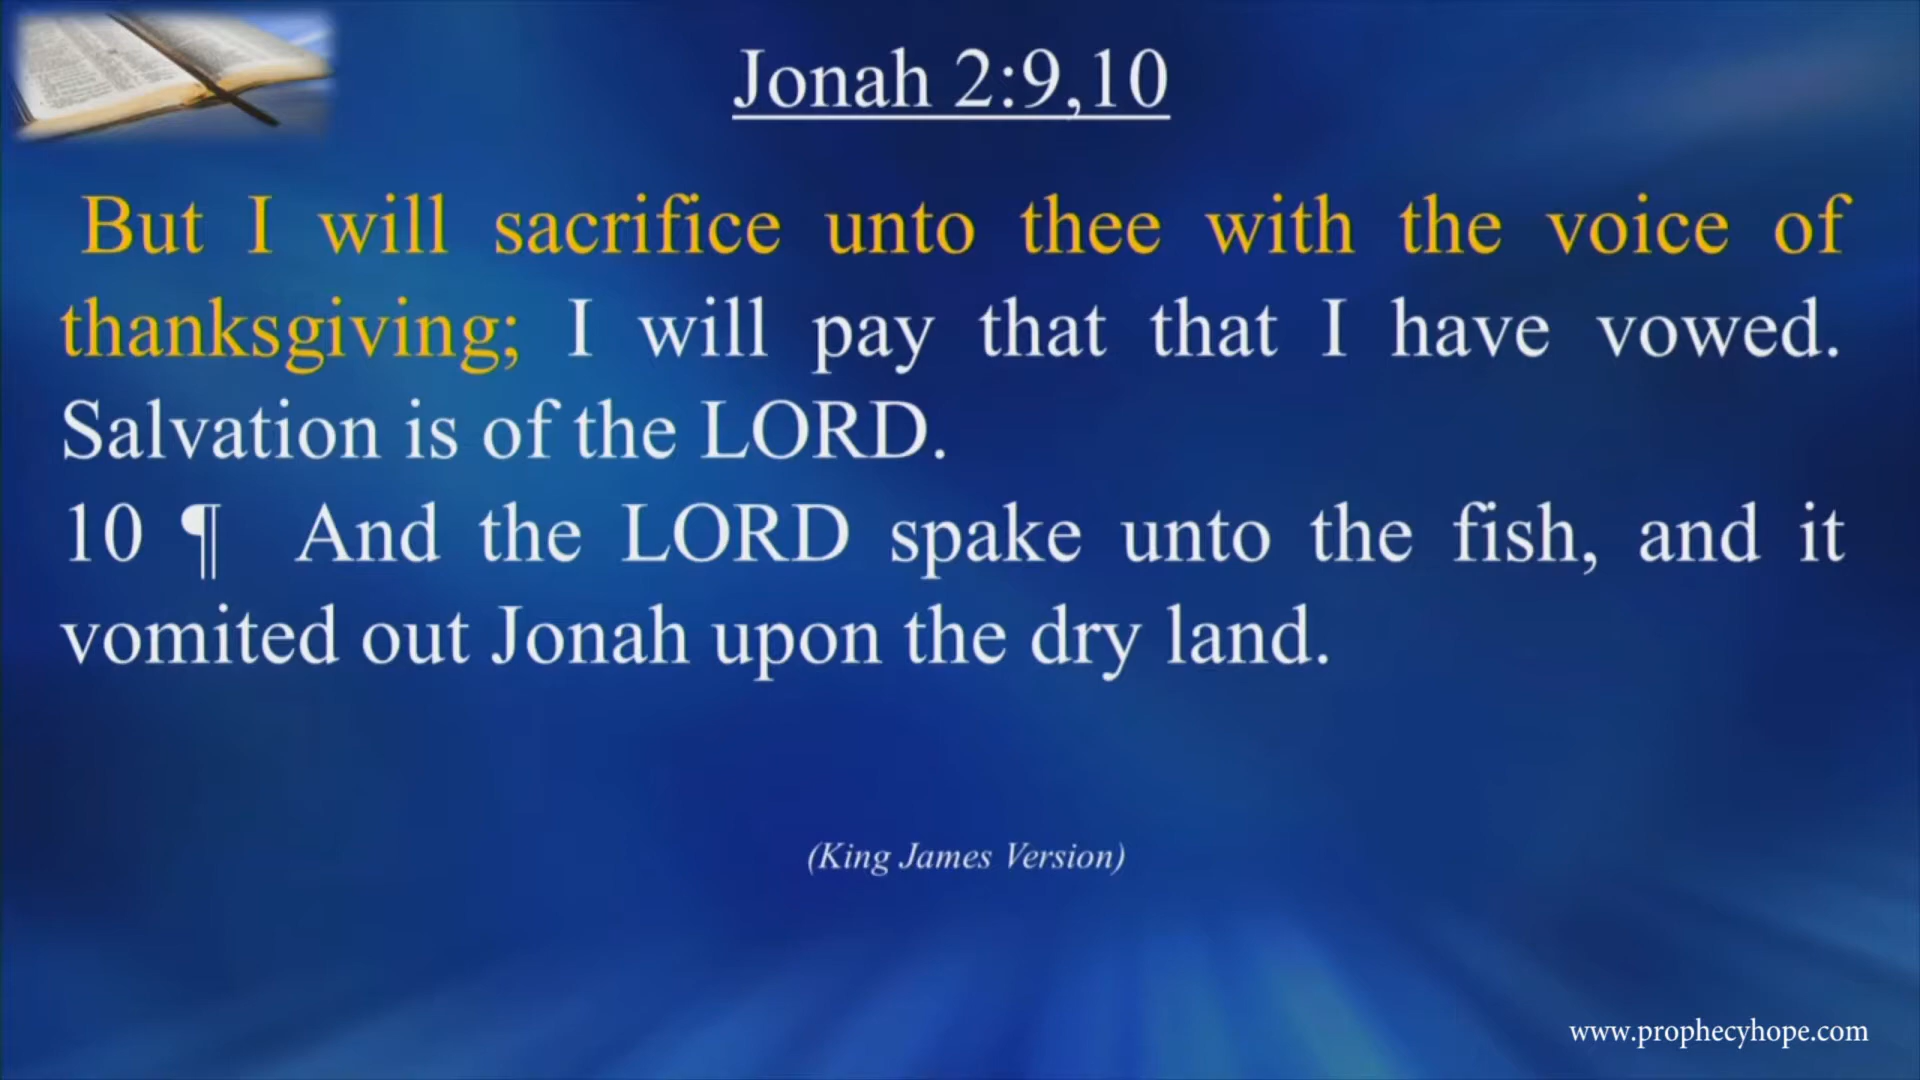 Jonah 2:9,10
But I will sacrifice unto thee with the voice of
thanksgiving; I will pay that that I have vowed.
Salvation is of the LORD.
10 ¶ And the LORD spake unto the fish, and it
vomited out Jonah upon the dry land.
(King James Version)
www.prophecyhope.com